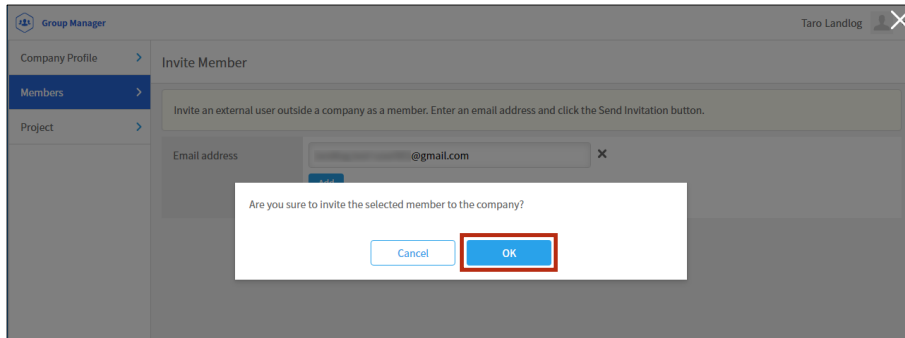 Group Manager
Taro Landlog
Company Profile
Invite Member
Members
Invite an external user outside a company as a member. Enter an email address and click the Send Invitation button.
Project
Email address
@gmail.com
Add
Are you sure to invite the selected member to the company?
Cancel
OK